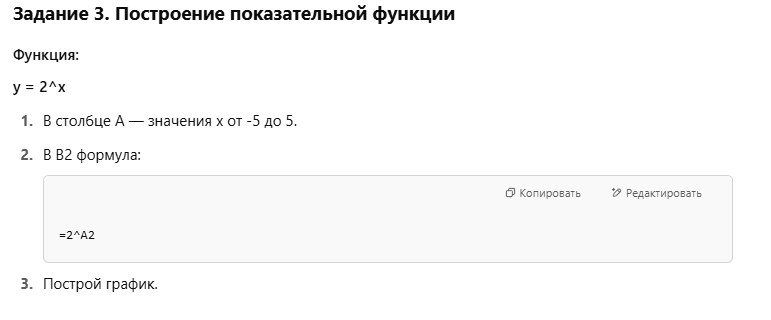 Задание 3. Построение показательной функции
Функция:
y = 2^x
1. В столбце A — значения x от -5 до 5.
2. В B2 формула:
Копировать Редактировать
=2^A2
3. Построй график.